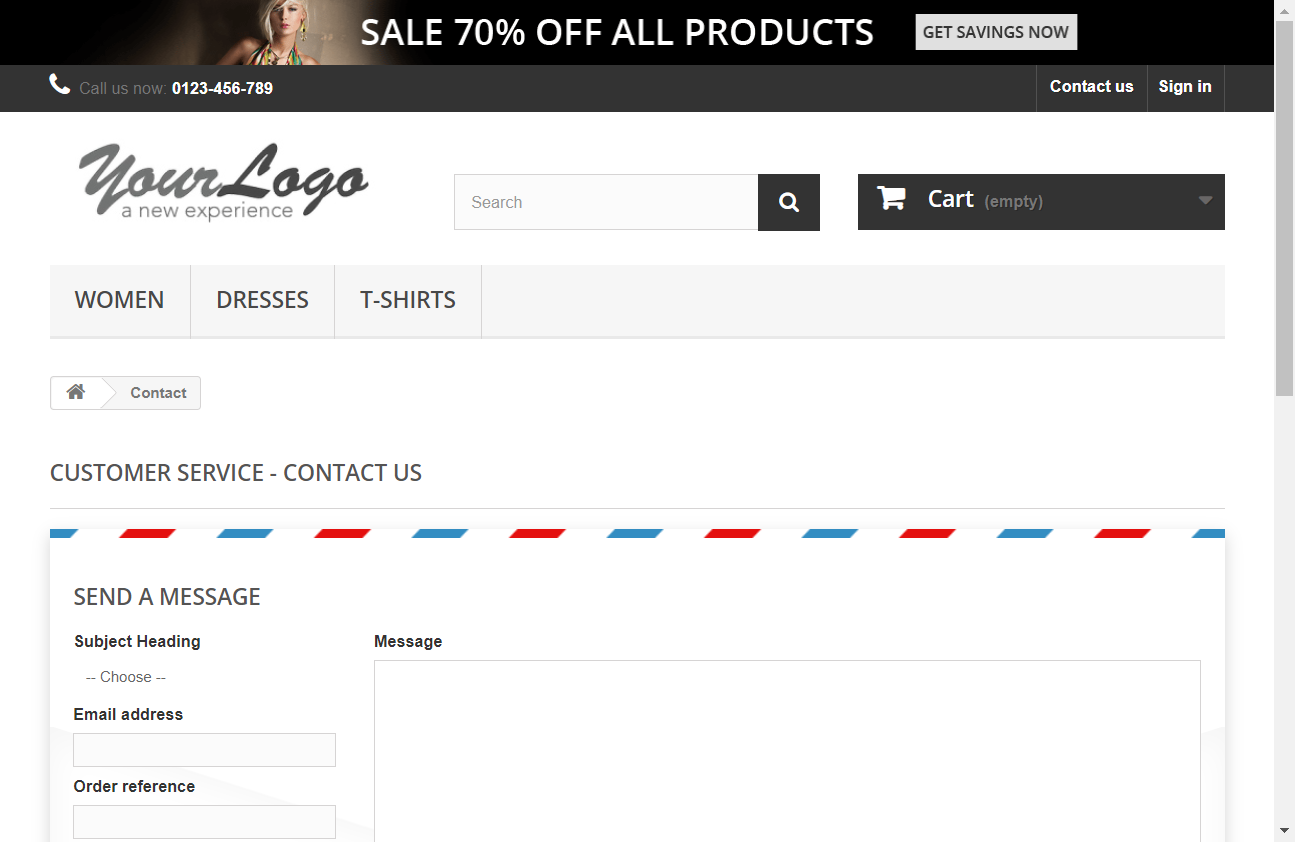 SALE 70% OFF ALL PRODUCTS GET SAVINGS NOW
Call us now: 0123-456-789 Contact us Sign in
YourLogo
a new experience
Search Cart (empty)
WOMEN DRESSES T-SHIRTS
Contact
CUSTOMER SERVICE - CONTACT US
SEND A MESSAGE
Subject Heading Message
-- Choose --
Email address
Order reference